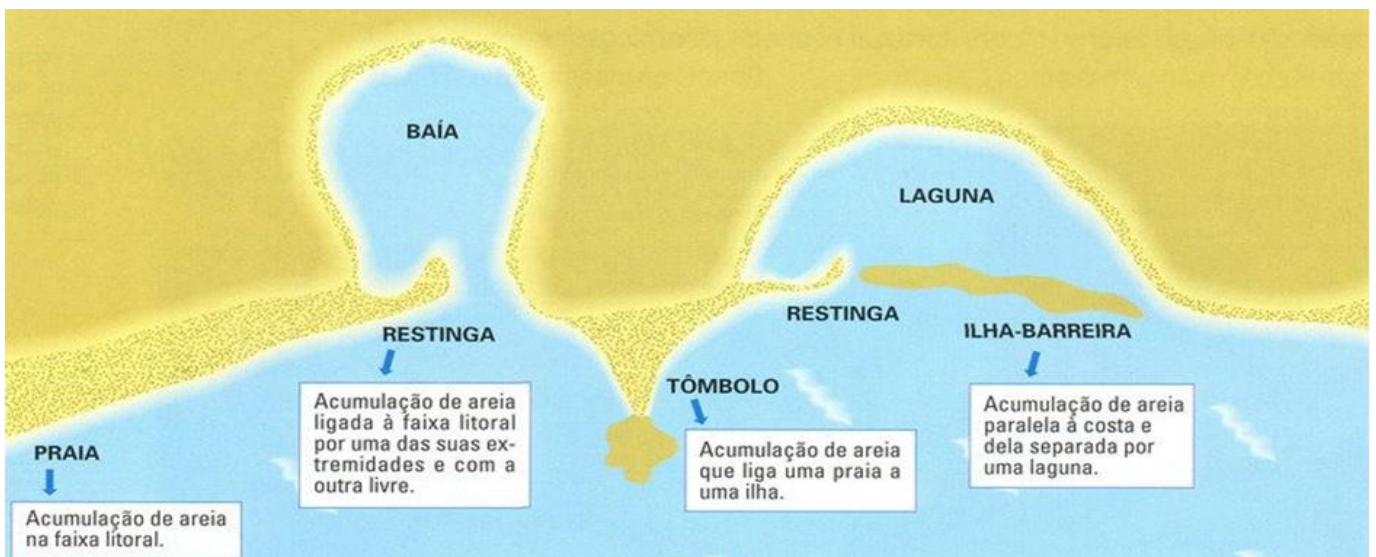 BAÍA
LAGUNA
RESTINGA
Acumulação de areia
ligada à faixa litoral
por uma das suas ex-
tremidades e com a
outra livre.
RESTINGA
ILHA-BARREIRA
Acumulação de areia
paralela à costa e
dela separada por
uma laguna.
TÔMBOLO
Acumulação de areia
que liga uma praia a
uma ilha.
PRAIA
Acumulação de areia
na faixa litoral.